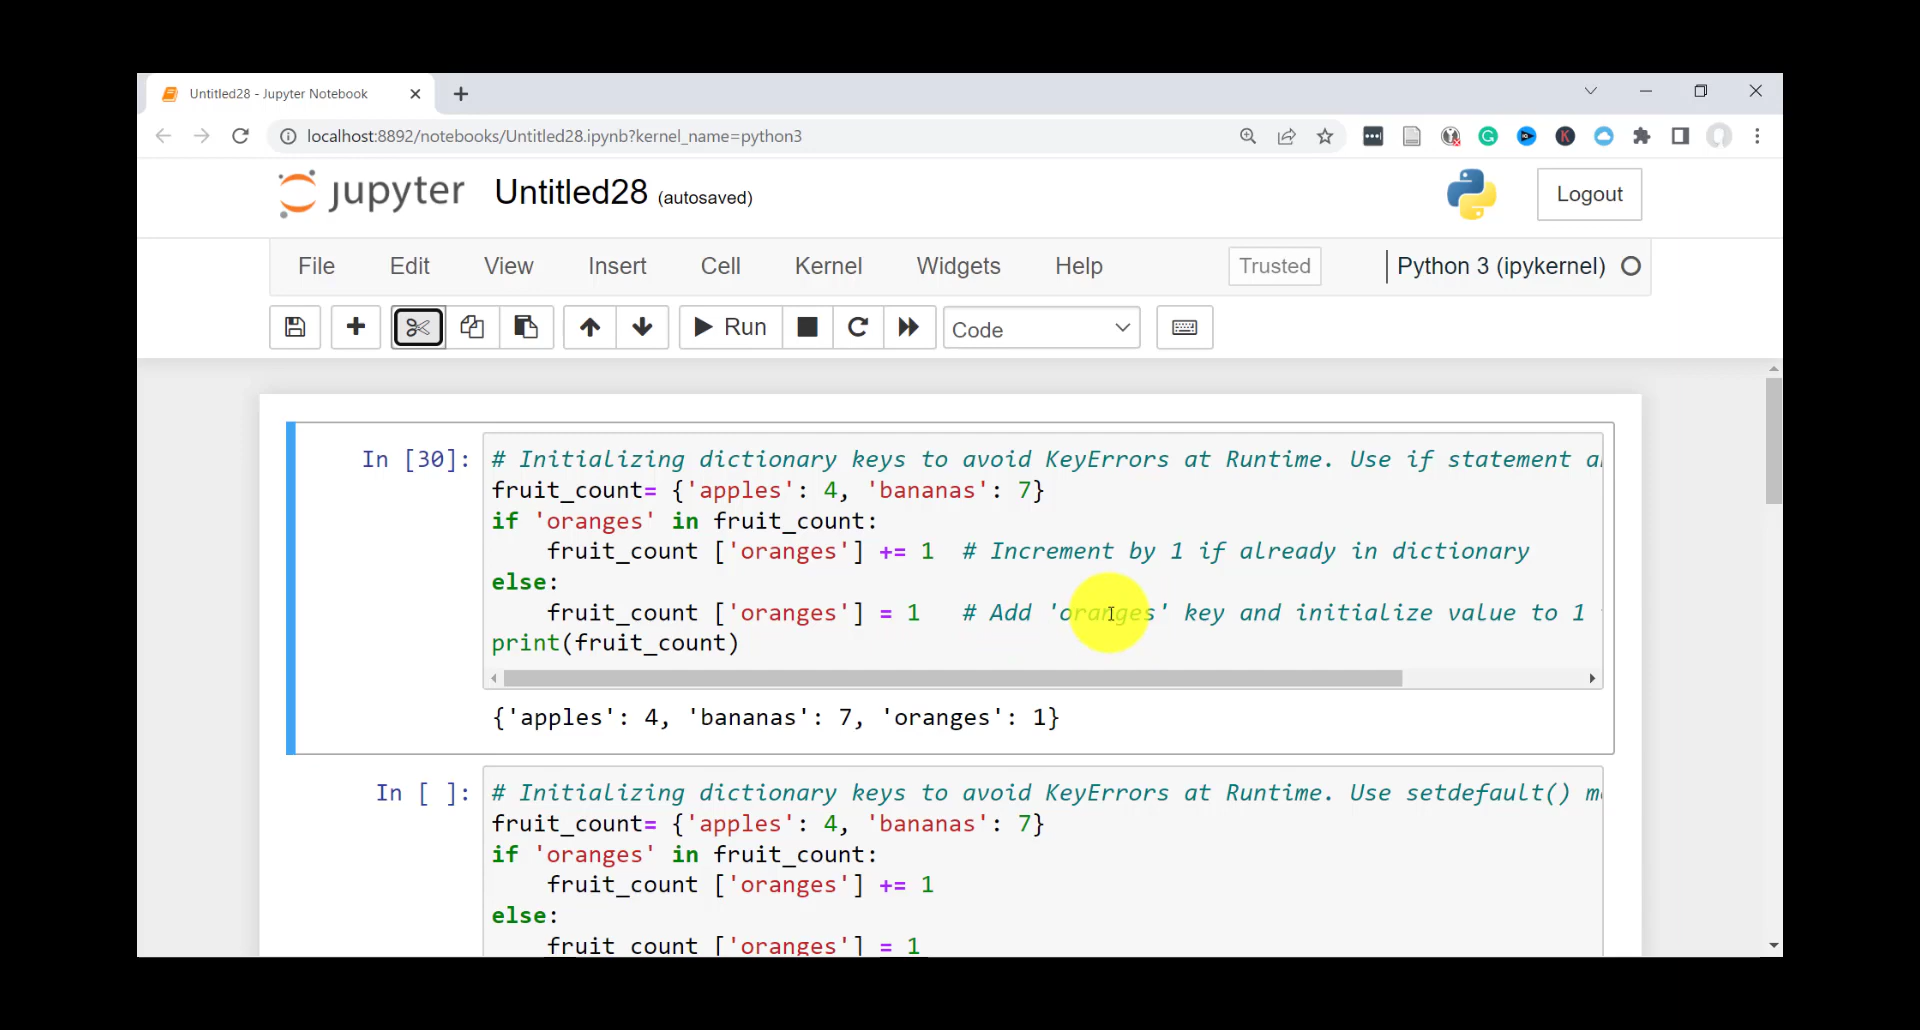 Untitled28 - Jupyter Notebook
localhost:8892/notebooks/Untitled28.ipynb?kernel_name=python3
jupyter Untitled28 (autosaved) Logout
File Edit View Insert Cell Kernel Widgets Help Trusted Python 3 (ipykernel)
Run Code
In [30]: # Initializing dictionary keys to avoid KeyErrors at Runtime. Use if statement
fruit_count= {'apples': 4, 'bananas': 7}
if 'oranges' in fruit_count:
    fruit_count ['oranges'] += 1  # Increment by 1 if already in dictionary
else:
    fruit_count ['oranges'] = 1   # Add 'oranges' key and initialize value to 1
print(fruit_count)
{'apples': 4, 'bananas': 7, 'oranges': 1}
In [ ]: # Initializing dictionary keys to avoid KeyErrors at Runtime. Use setdefault()
fruit_count= {'apples': 4, 'bananas': 7}
if 'oranges' in fruit_count:
    fruit_count ['oranges'] += 1
else:
    fruit_count ['oranges'] = 1